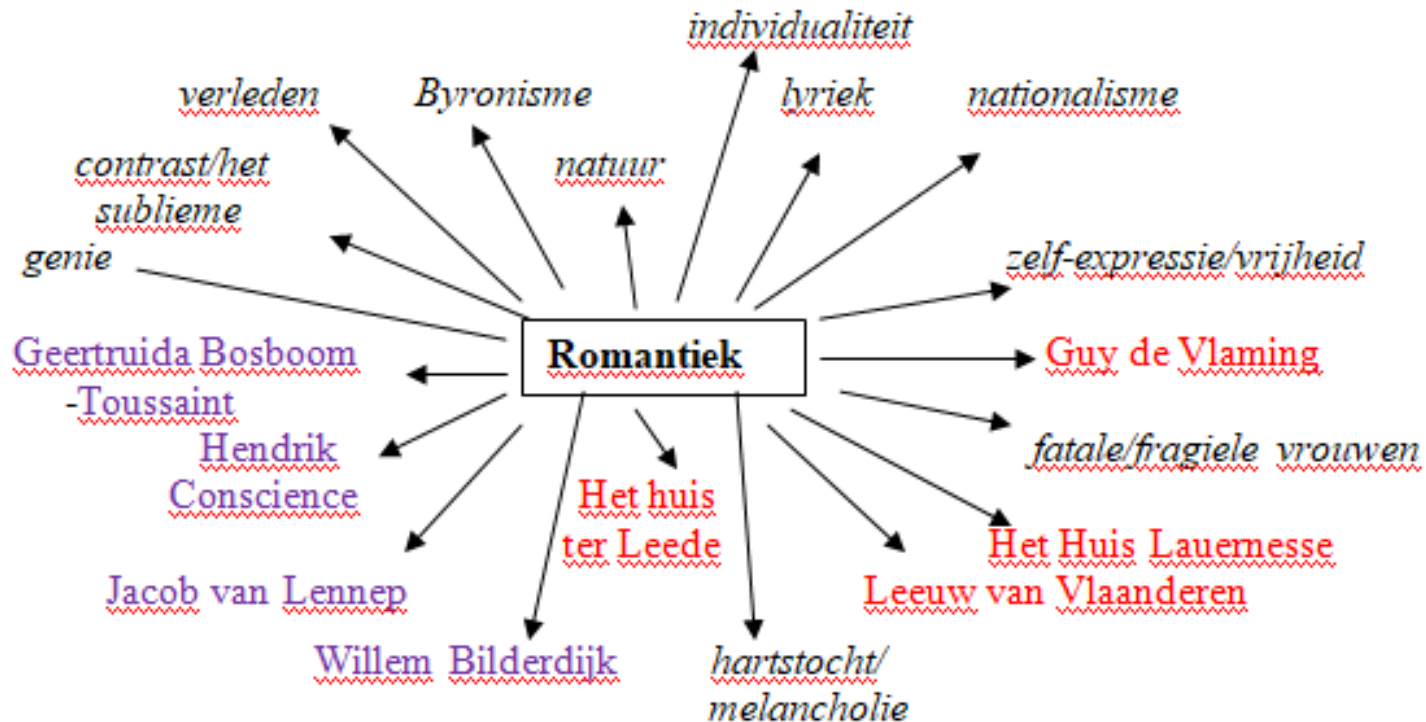 individualiteit
verleden
Byronisme
lyriek
nationalisme
contrast/het
sublieme
natuur
genie
zelf-expressie/vrijheid
Geertruida Bosboom
-Toussaint
Romantiek
Guy de Vlaming
Hendrik
Conscience
fatale/fragiele vrouwen
Het huis
ter Leede
Het Huis Lauernesse
Jacob van Lennep
Leeuw van Vlaanderen
Willem Bilderdijk
hartstocht/
melancholie